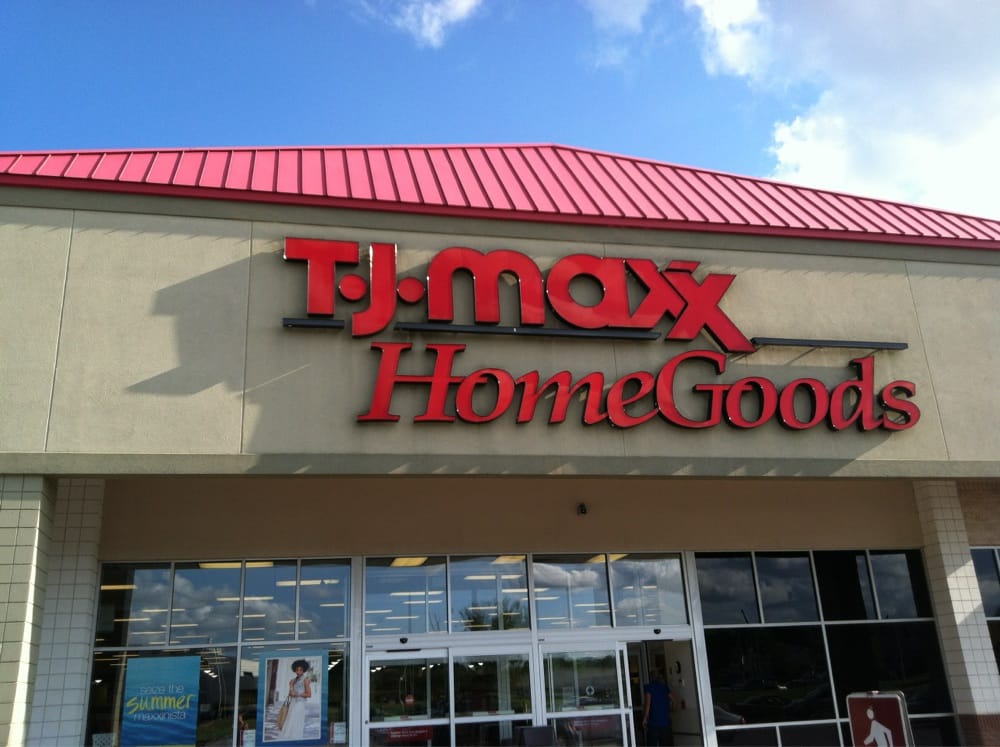 T·J·maxx
HomeGoods
seize the
summer
maxxinista